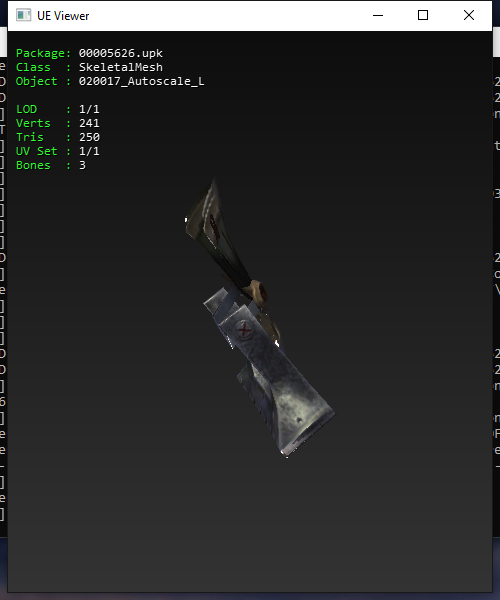 UE Viewer
Package: 00005626.upk
Class : SkeletalMesh
Object : 020017_Autoscale_L
LOD : 1/1
Verts : 241
Tris : 250
UV Set : 1/1
Bones : 3